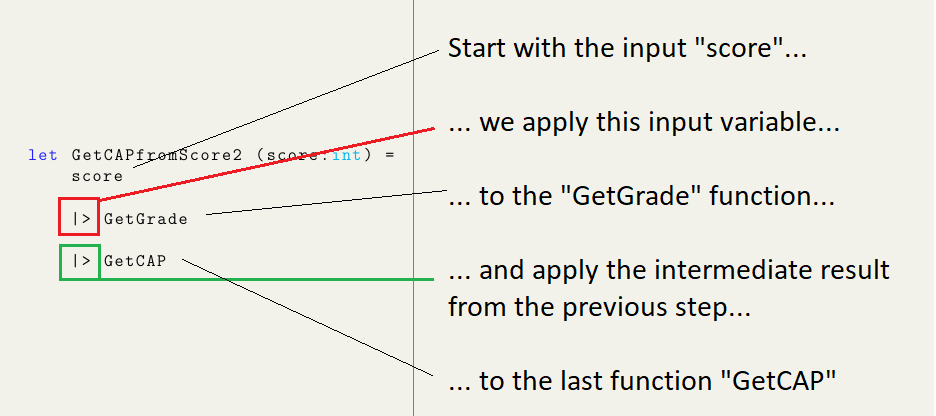 Start with the input "score"...
... we apply this input variable...
let GetCAPfromScore2 (score:int) =
score
... to the "GetGrade" function...
|> GetGrade
|> GetCAP
... and apply the intermediate result
from the previous step...
... to the last function "GetCAP"